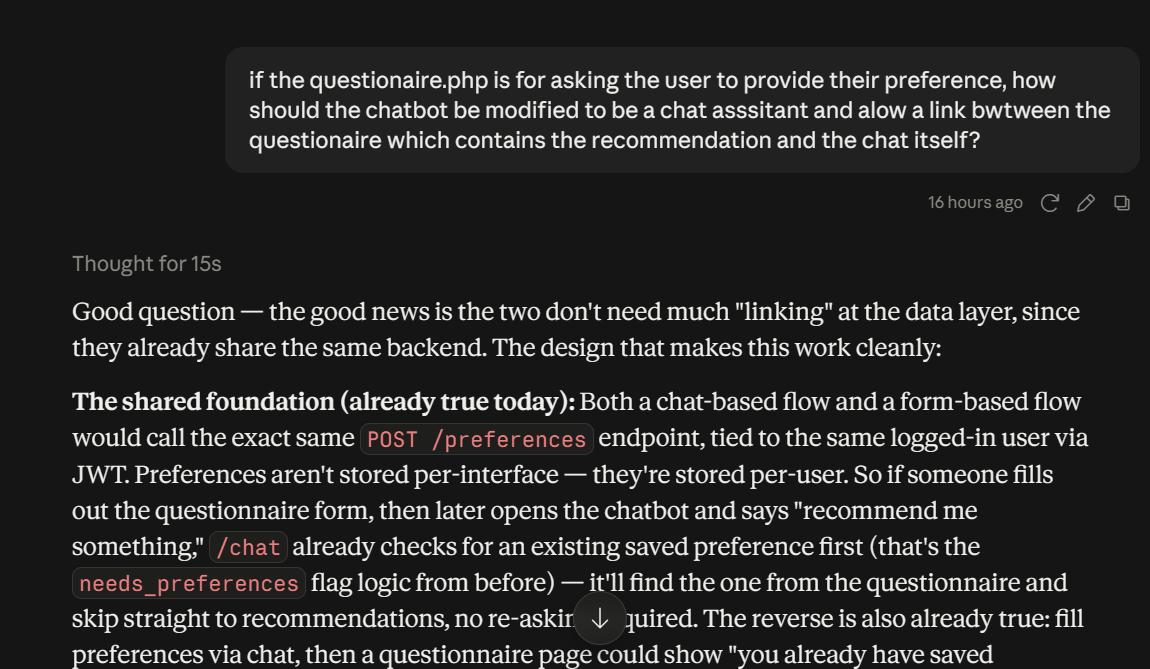 if the questionaire.php is for asking the user to provide their preference, how
should the chatbot be modified to be a chat asssitant and alow a link bwtween the
questionaire which contains the recommendation and the chat itself?
16 hours ago
Thought for 15s
Good question — the good news is the two don't need much "linking" at the data layer, since
they already share the same backend. The design that makes this work cleanly:
The shared foundation (already true today): Both a chat-based flow and a form-based flow
would call the exact same POST /preferences endpoint, tied to the same logged-in user via
JWT. Preferences aren't stored per-interface — they're stored per-user. So if someone fills
out the questionnaire form, then later opens the chatbot and says "recommend me
something," /chat already checks for an existing saved preference first (that's the
needs_preferences flag logic from before) — it'll find the one from the questionnaire and
skip straight to recommendations, no The reverse is also already true: fill
preferences via chat, then a questionnaire page could show "you already have saved